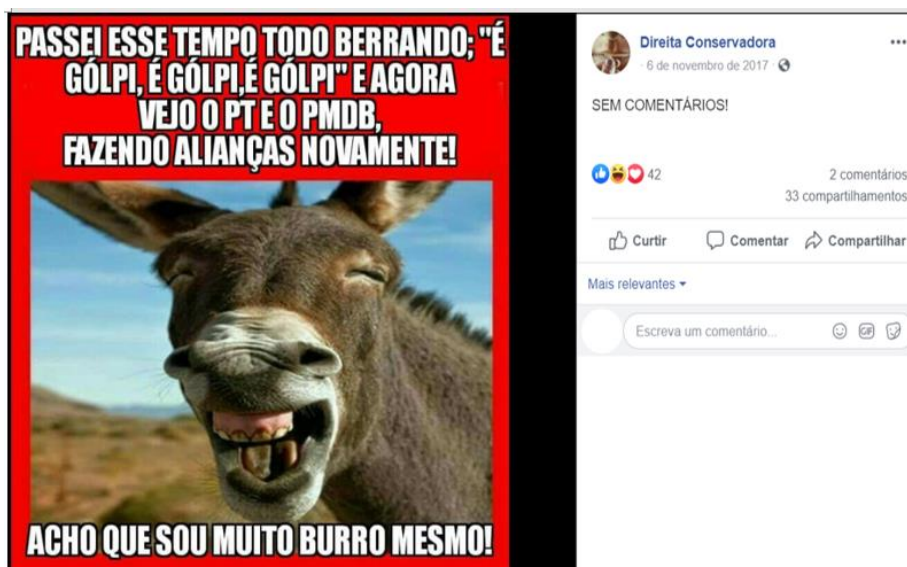 PASSEI ESSE TEMPO TODO BERRANDO; "É
GÓLPI, É GÓLPI,É GÓLPI" E AGORA
VEJO O PT E O PMDB,
FAZENDO ALIANÇAS NOVAMENTE!
ACHO QUE SOU MUITO BURRO MESMO!
Direita Conservadora
6 de novembro de 2017 ·
SEM COMENTÁRIOS!
42
2 comentários
33 compartilhamentos
Curtir Comentar Compartilhar
Mais relevantes
Escreva um comentário...
GIF